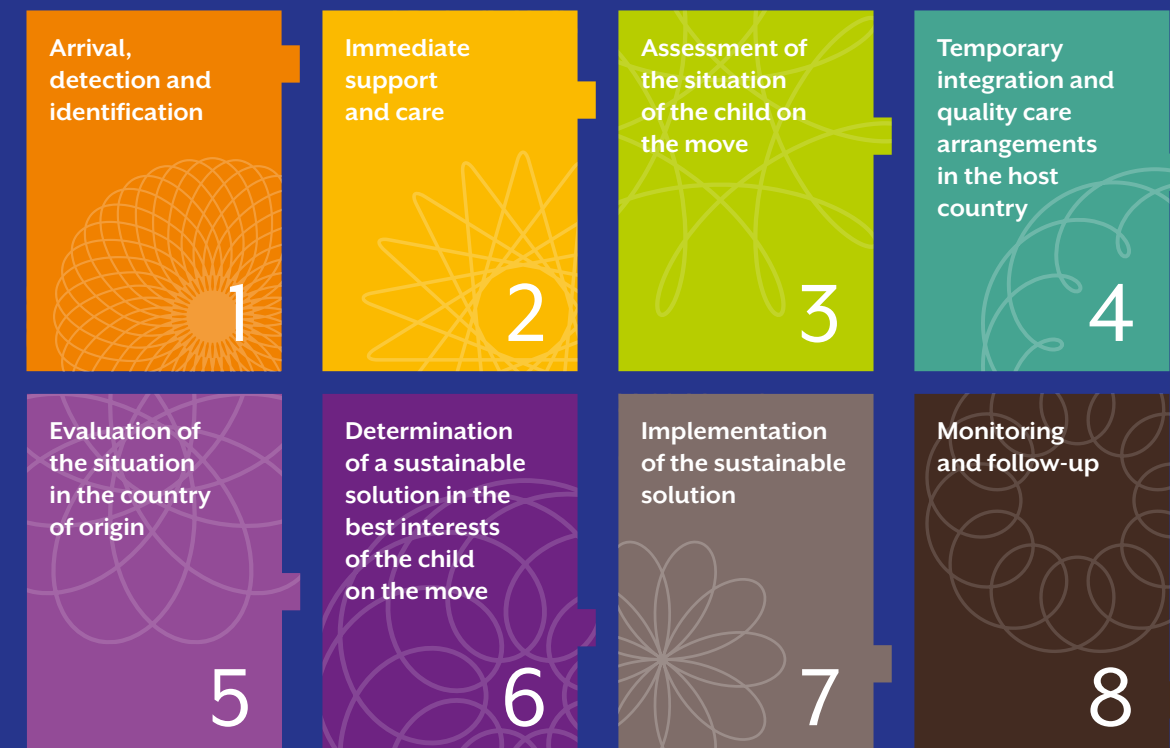 Arrival,
detection and
identification
1
Immediate
support
and care
2
Assessment of
the situation
of the child on
the move
3
Temporary
integration and
quality care
arrangements
in the host
country
4
Evaluation of
the situation
in the country
of origin
5
Determination
of a sustainable
solution in the
best interests
of the child
on the move
6
Implementation
of the sustainable
solution
7
Monitoring
and follow-up
8